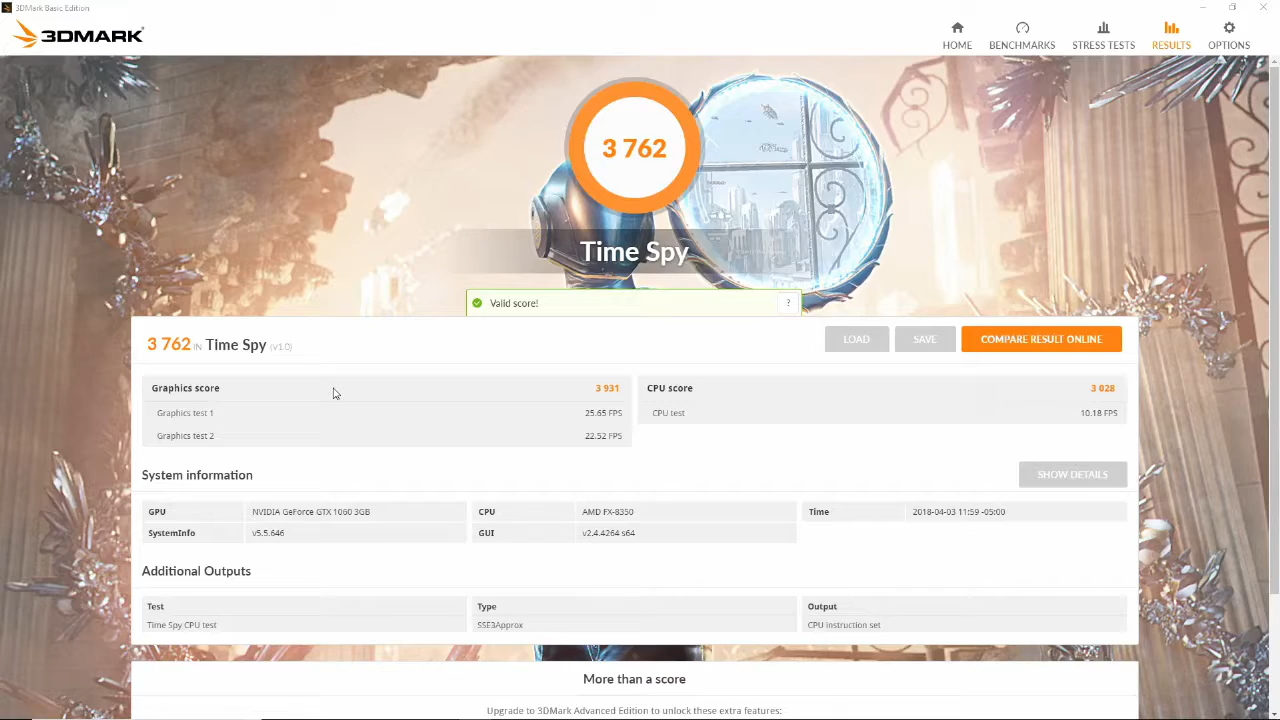 3DMark Basic Edition
3DMARK
HOME
BENCHMARKS
STRESS TESTS
RESULTS
OPTIONS
3 762
Time Spy
Valid score!
?
3 762 IN Time Spy (V1.0)
LOAD
SAVE
COMPARE RESULT ONLINE
Graphics score 3 931
Graphics test 1 25.65 FPS
Graphics test 2 22.52 FPS
CPU score 3 028
CPU test 10.18 FPS
System information
SHOW DETAILS
GPU NVIDIA GeForce GTX 1060 3GB
CPU AMD FX-8350
Time 2018-04-03 11:59 -05:00
SystemInfo v5.5.646
GUI v2.4.4264 s64
Additional Outputs
Test
Type
Output
Time Spy CPU test
SSE3Approx
CPU instruction set
More than a score
Upgrade to 3DMark Advanced Edition to unlock these extra features: